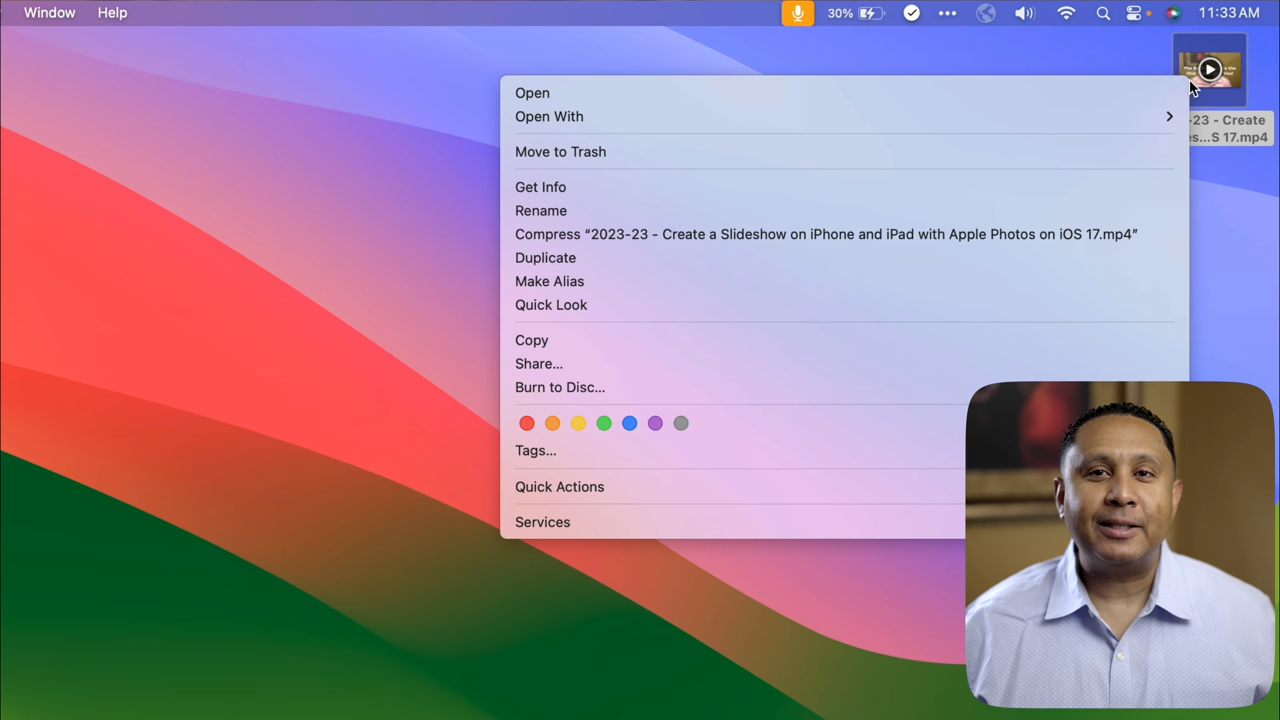 Window Help 30% 11:33 AM
-23 - Create
es...S 17.mp4
Open
Open With
Move to Trash
Get Info
Rename
Compress “2023-23 - Create a Slideshow on iPhone and iPad with Apple Photos on iOS 17.mp4”
Duplicate
Make Alias
Quick Look
Copy
Share...
Burn to Disc...
Tags...
Quick Actions
Services